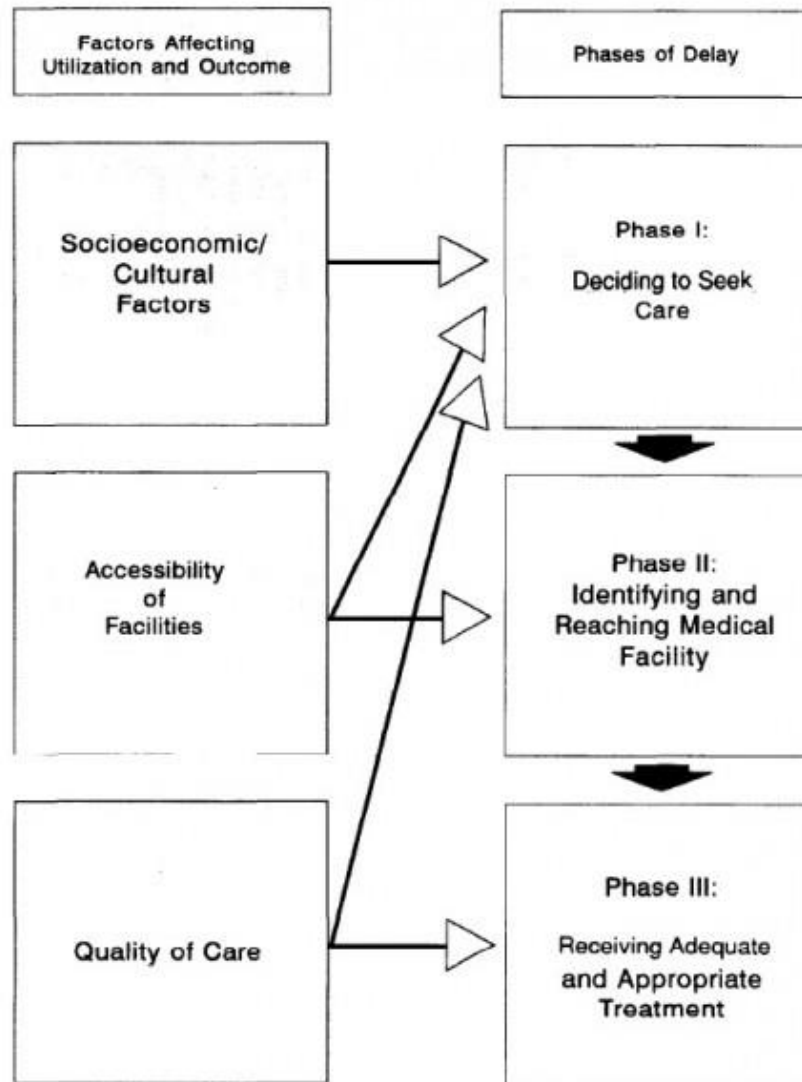 Factors Affecting
Utilization and Outcome
Phases of Delay
Socioeconomic/
Cultural
Factors
Phase I:
Deciding to Seek
Care
Accessibility
of
Facilities
Phase II:
Identifying and
Reaching Medical
Facility
Quality of Care
Phase III:
Receiving Adequate
and Appropriate
Treatment